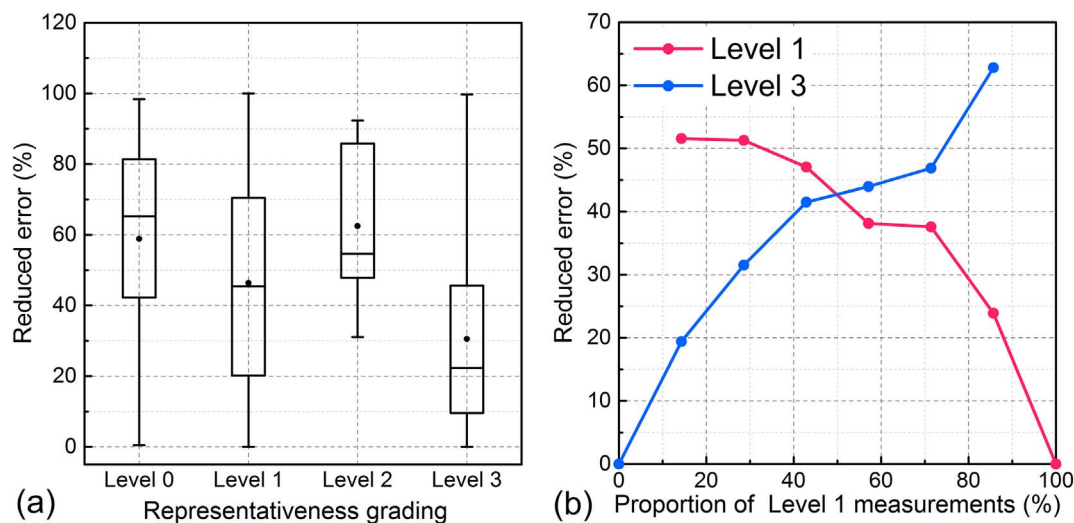 120
100
80
60
40
20
0
Reduced error (%)
Level 0 Level 1 Level 2 Level 3
Representativeness grading
(a)
70
60
50
40
30
20
10
0
Reduced error (%)
Level 1
Level 3
0 20 40 60 80 100
Proportion of Level 1 measurements (%)
(b)